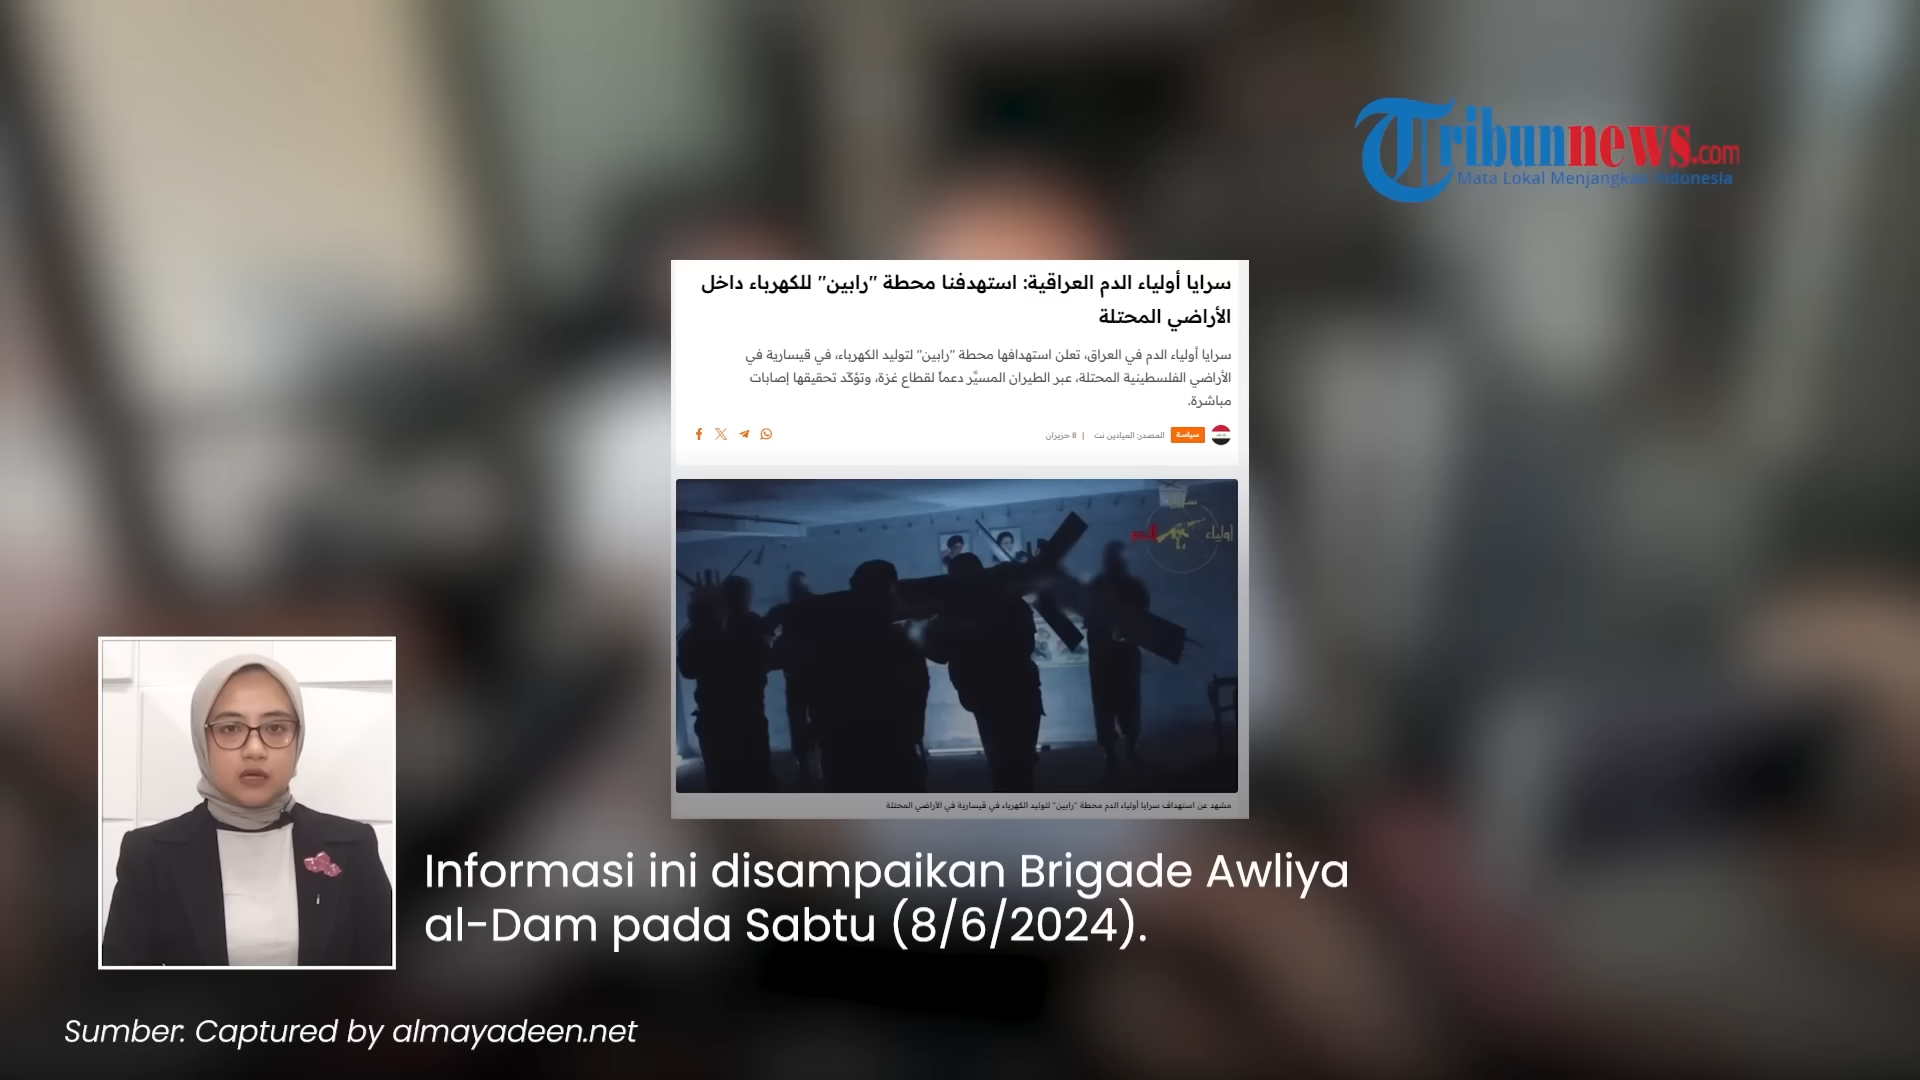 Tribunnews.com
Mata Lokal Menjangkau Indonesia
سرايا أولياء الدم العراقية: استهدفنا محطة "رابين" للكهرباء داخل
الأراضي المحتلة
سرايا أولياء الدم في العراق، تعلن استهدافها محطة "رابين" لتوليد الكهرباء، في قيسارية في
الأراضي الفلسطينية المحتلة، عبر الطيران المسيَّر دعماً لقطاع غزة، وتؤكّد تحقيقها إصابات
مباشرة.
سياسة المصدر: الميادين نت | 8 حزيران
سرايا
أولياء الدم
مشهد عن استهداف سرايا أولياء الدم محطة "رابين" لتوليد الكهرباء في قيسارية في الأراضي المحتلة
Informasi ini disampaikan Brigade Awliya
al-Dam pada Sabtu (8/6/2024).
Sumber: Captured by almayadeen.net